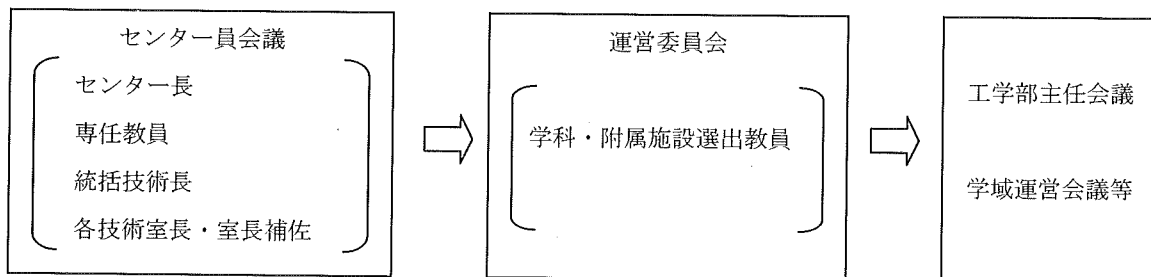 センター員会議
センター長
専任教員
統括技術長
各技術室長・室長補佐
運営委員会
学科・附属施設選出教員
工学部主任会議
学域運営会議等